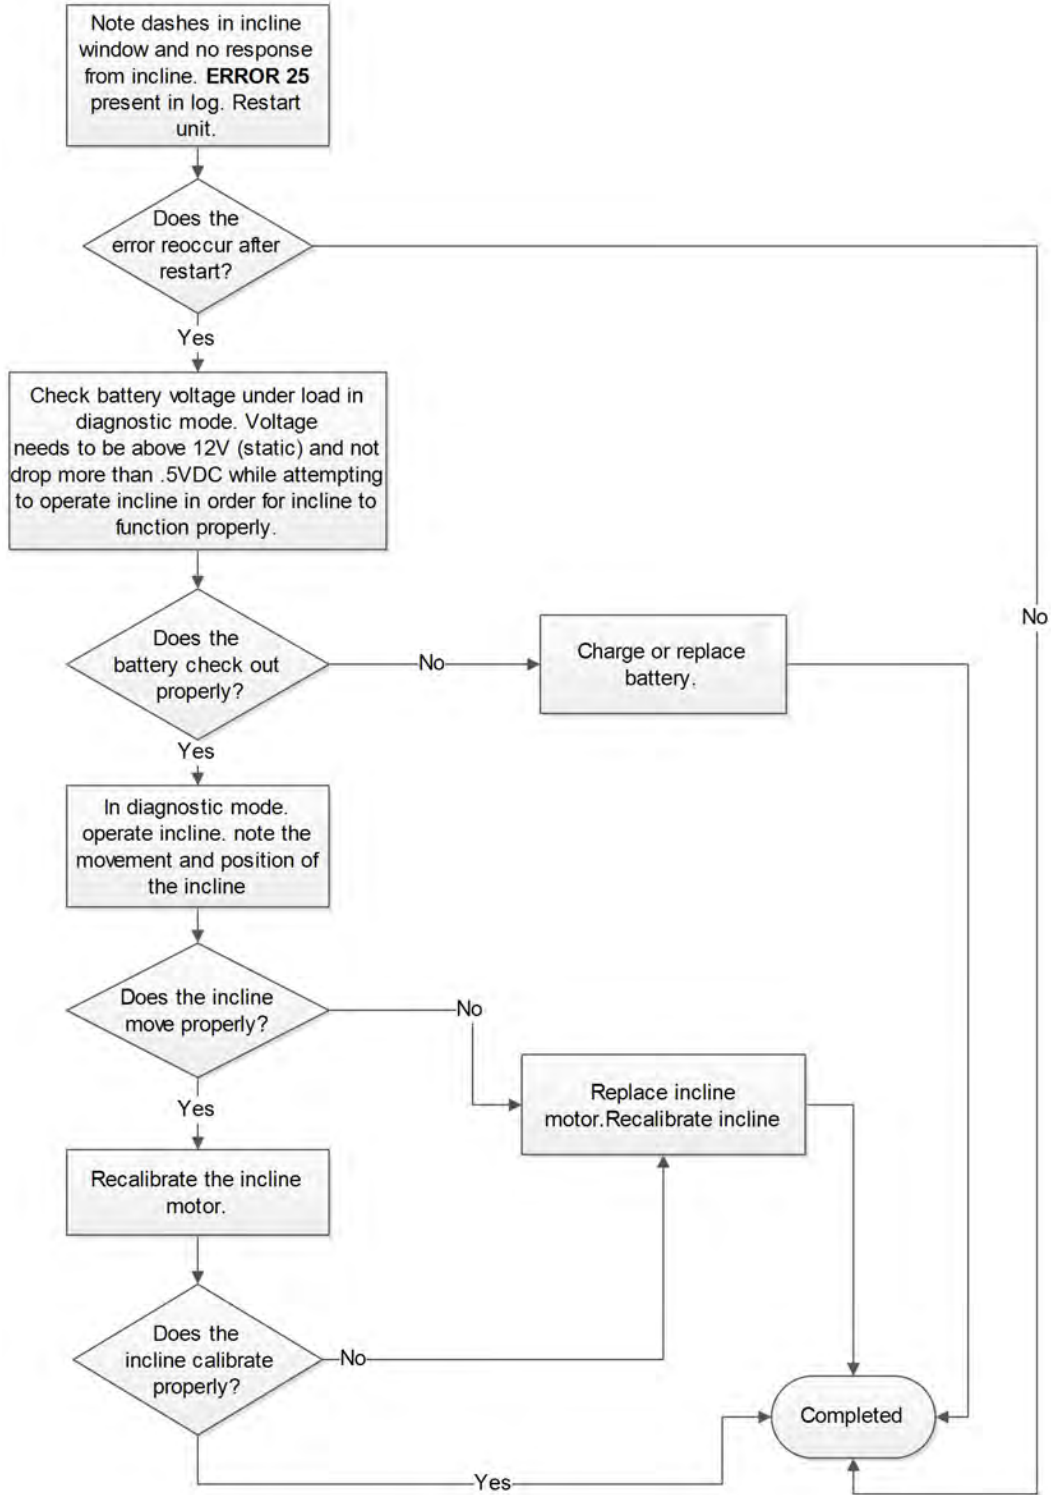 Note dashes in incline
window and no response
from incline. ERROR 25
present in log. Restart
unit.
Does the
error reoccur after
restart?
Yes
Check battery voltage under load in
diagnostic mode. Voltage
needs to be above 12V (static) and not
drop more than .5VDC while attempting
to operate incline in order for incline to
function properly.
No
Does the
battery check out
properly?
No
Charge or replace
battery.
Yes
In diagnostic mode.
operate incline. note the
movement and position of
the incline
Does the incline
move properly?
No
Replace incline
motor.Recalibrate incline
Yes
Recalibrate the incline
motor.
Does the
incline calibrate
properly?
No
Completed
Yes